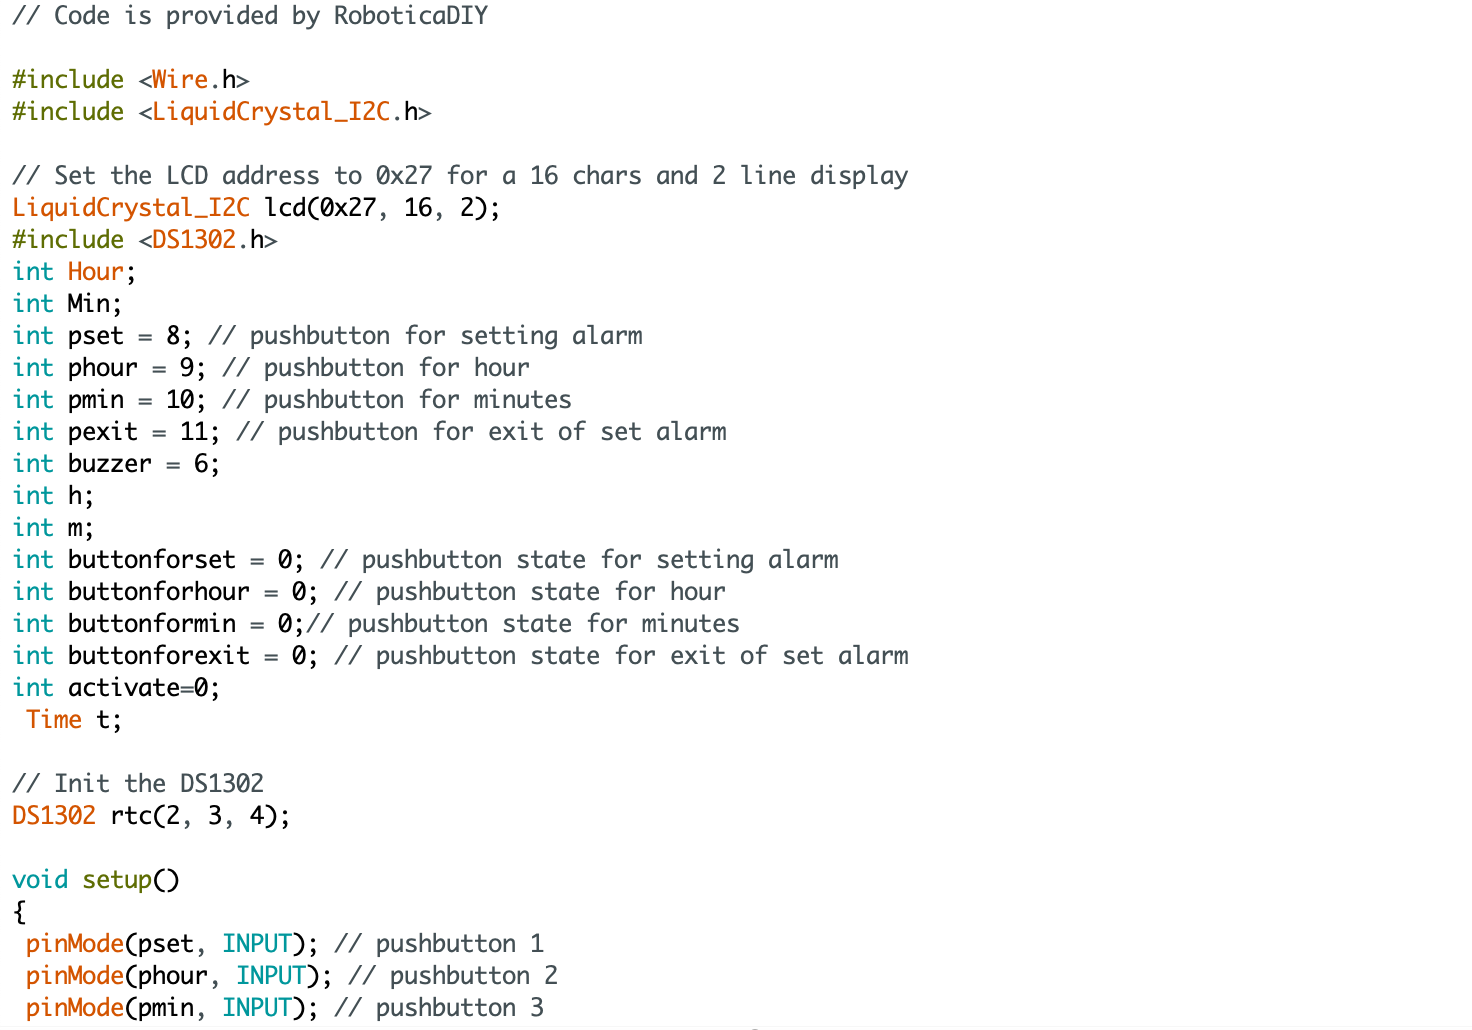 // Code is provided by RoboticaDIY
#include <Wire.h>
#include <LiquidCrystal_I2C.h>
// Set the LCD address to 0x27 for a 16 chars and 2 line display
LiquidCrystal_I2C lcd(0x27, 16, 2);
#include <DS1302.h>
int Hour;
int Min;
int pset = 8; // pushbutton for setting alarm
int phour = 9; // pushbutton for hour
int pmin = 10; // pushbutton for minutes
int pexit = 11; // pushbutton for exit of set alarm
int buzzer = 6;
int h;
int m;
int buttonforset = 0; // pushbutton state for setting alarm
int buttonforhour = 0; // pushbutton state for hour
int buttonformin = 0;// pushbutton state for minutes
int buttonforexit = 0; // pushbutton state for exit of set alarm
int activate=0;
 Time t;
// Init the DS1302
DS1302 rtc(2, 3, 4);
void setup()
{
 pinMode(pset, INPUT); // pushbutton 1
 pinMode(phour, INPUT); // pushbutton 2
 pinMode(pmin, INPUT); // pushbutton 3